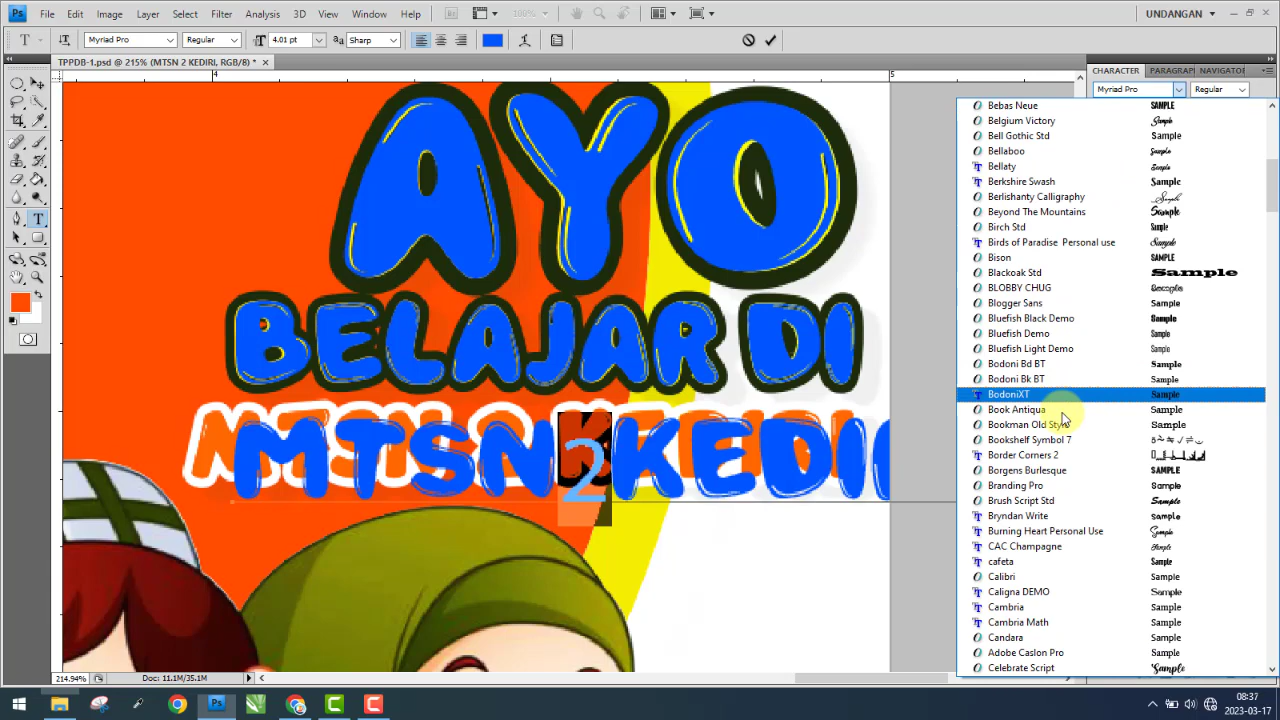 File Edit Image Layer Select Filter Analysis 3D View Window Help 100% UNDANGAN
T Myriad Pro Regular 4.01 pt Sharp
TPPDB-1.psd @ 215% (MTSN 2 KEDIRI, RGB/8) *
CHARACTER PARAGRAP NAVIGATOR
Myriad Pro Regular
4 5
AYO
BELAJAR DI
MTSN 2 KEDI
Bebas Neue SAMPLE
Belgium Victory Sample
Bell Gothic Std Sample
Bellaboo Sample
Bellaty Sample
Berkshire Swash Sample
Berlishanty Calligraphy Sample
Beyond The Mountains Sample
Birch Std Sample
Birds of Paradise Personal use Sample
Bison SAMPLE
Blackoak Std Sample
BLOBBY CHUG Sample
Blogger Sans Sample
Bluefish Black Demo Sample
Bluefish Demo Sample
Bluefish Light Demo Sample
Bodoni Bd BT Sample
Bodoni Bk BT Sample
BodoniXT Sample
Book Antiqua Sample
Bookman Old Style Sample
Bookshelf Symbol 7
Border Corners 2
Borgens Burlesque SAMPLE
Branding Pro Sample
Brush Script Std Sample
Bryndan Write Sample
Burning Heart Personal Use Sample
CAC Champagne Sample
cafeta Sample
Calibri Sample
Caligna DEMO Sample
Cambria Sample
Cambria Math Sample
Candara Sample
Adobe Caslon Pro Sample
Celebrate Script Sample
214.94% Doc: 11.1M/35.1M
08:37
2023-03-17